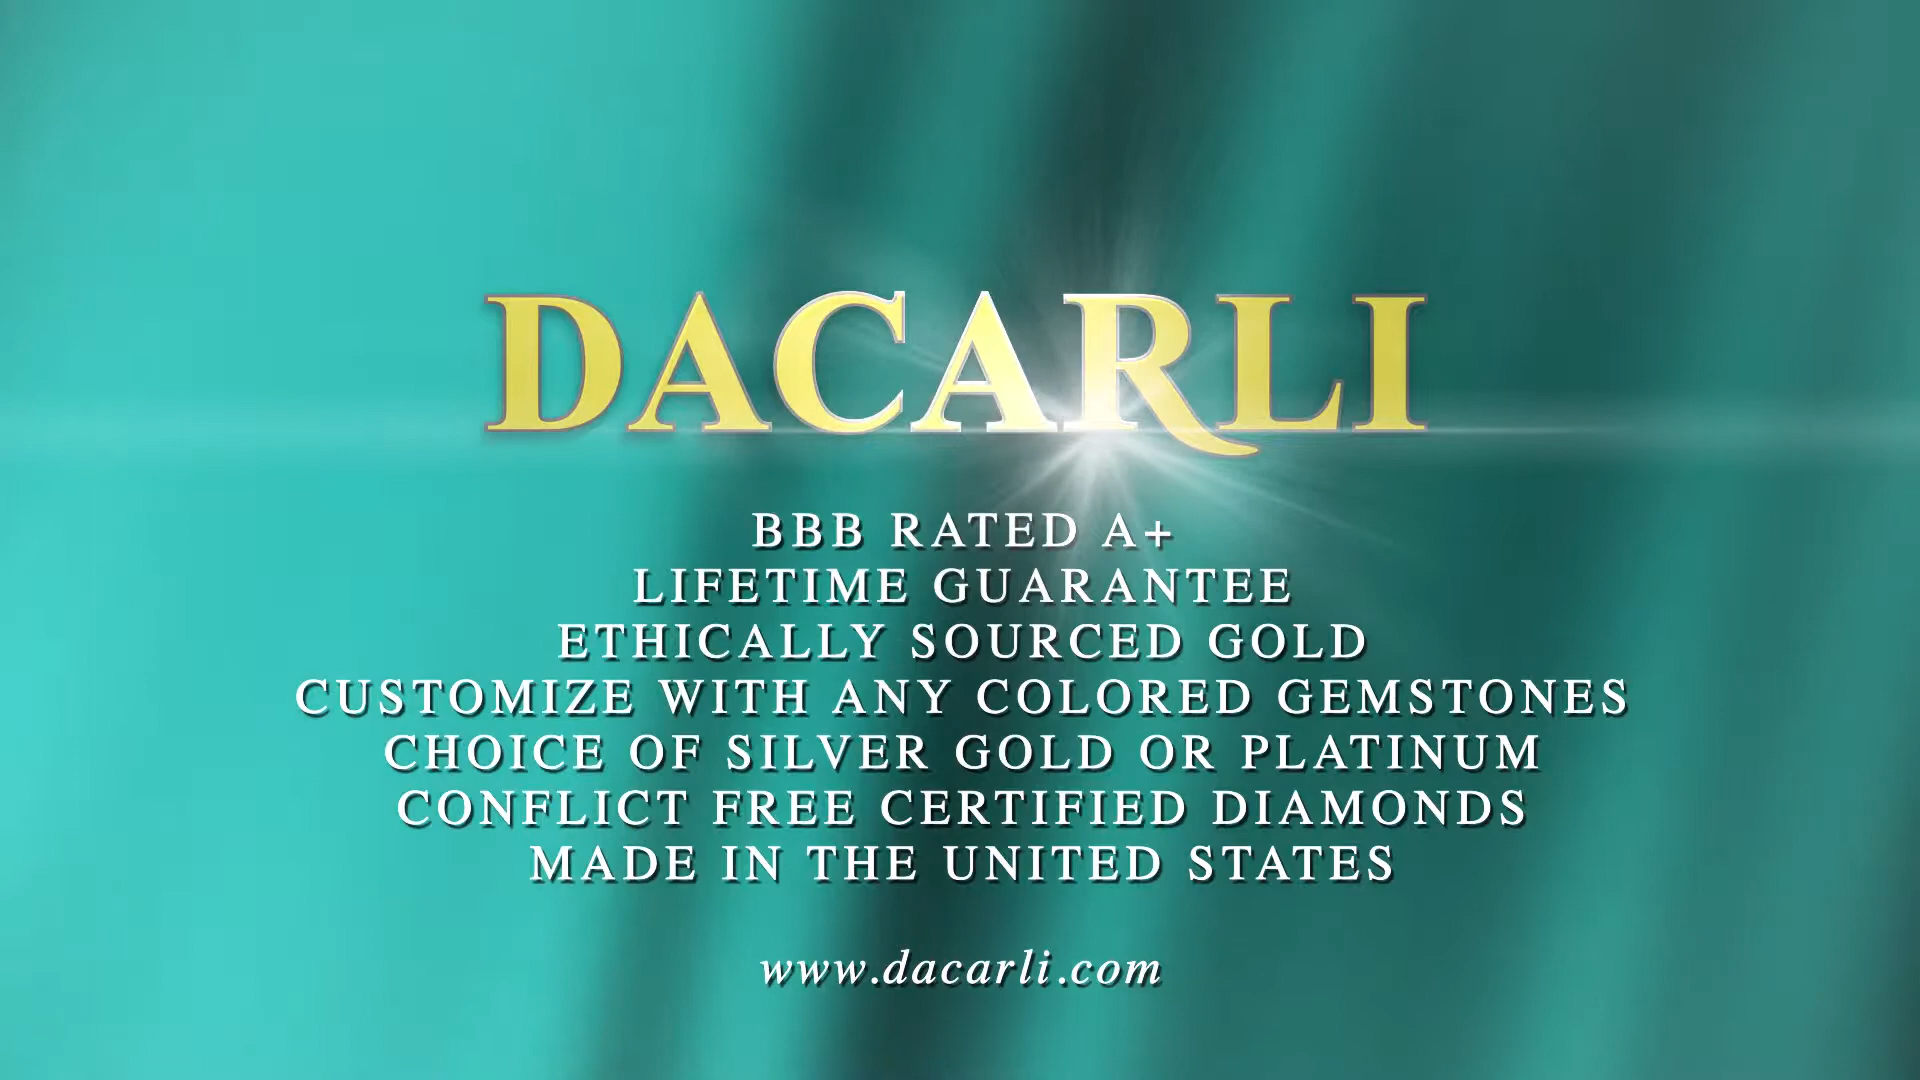 DACARLI
BBB RATED A+
LIFETIME GUARANTEE
ETHICALLY SOURCED GOLD
CUSTOMIZE WITH ANY COLORED GEMSTONES
CHOICE OF SILVER GOLD OR PLATINUM
CONFLICT FREE CERTIFIED DIAMONDS
MADE IN THE UNITED STATES
www.dacarli.com